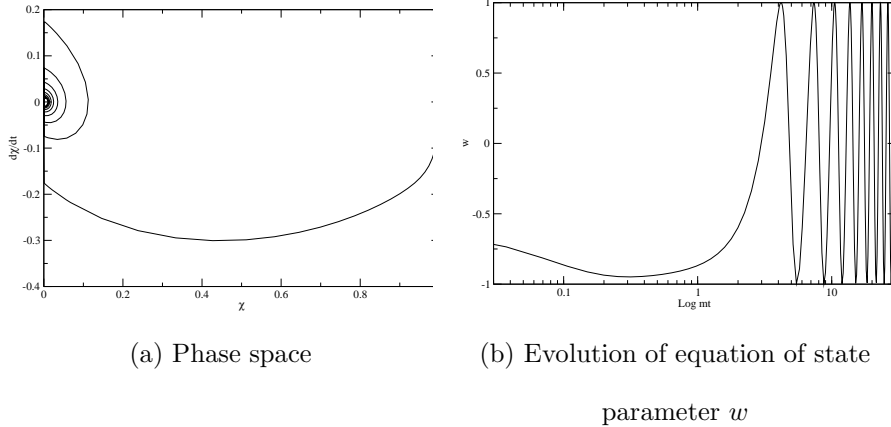 0.2
0.1
0
-0.1
-0.2
-0.3
-0.4
dχ/dt
0 0.2 0.4 0.6 0.8
χ
1
0.5
0
-0.5
-1
w
0.1 1 10
Log mt
(a) Phase space
(b) Evolution of equation of state
parameter w